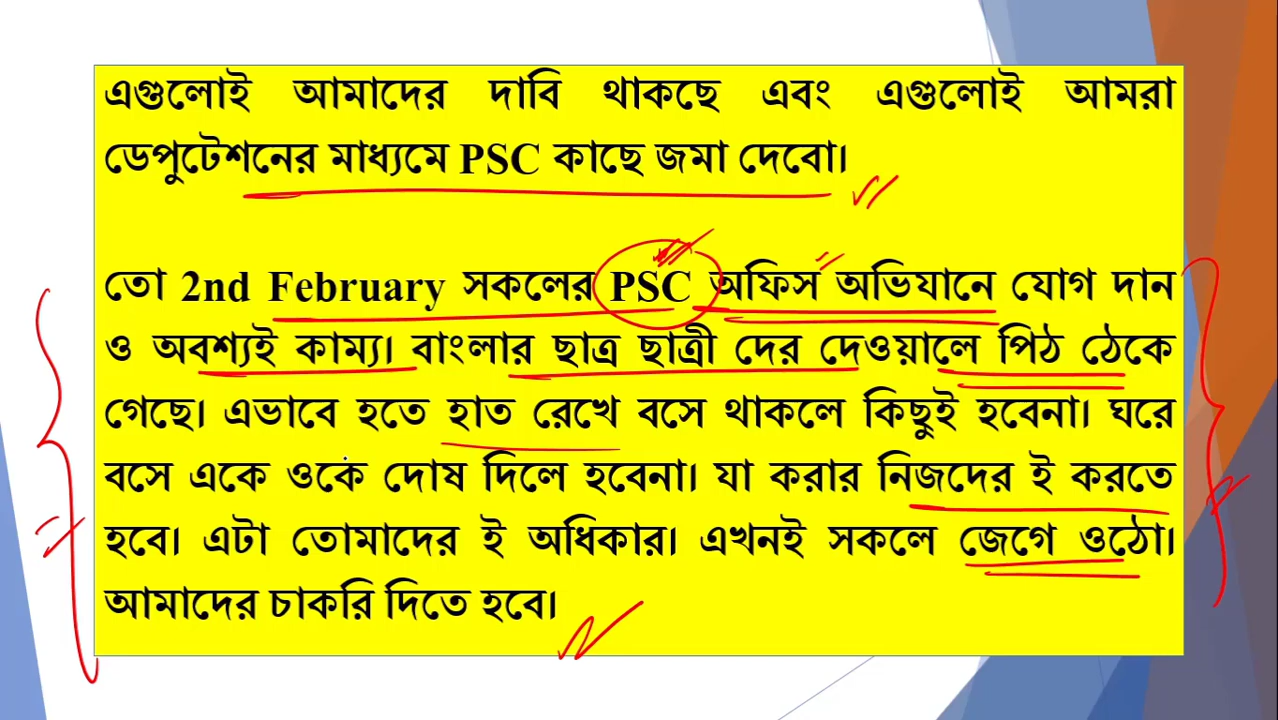 এগুলোই আমাদের দাবি থাকছে এবং এগুলোই আমরা
ডেপুটেশনের মাধ্যমে PSC কাছে জমা দেবো।
তো 2nd February সকলের PSC অফিস অভিযানে যোগ দান
ও অবশ্যই কাম্য। বাংলার ছাত্র ছাত্রী দের দেওয়ালে পিঠ ঠেকে
গেছে। এভাবে হতে হাত রেখে বসে থাকলে কিছুই হবেনা। ঘরে
বসে একে ওকে দোষ দিলে হবেনা। যা করার নিজদের ই করতে
হবে। এটা তোমাদের ই অধিকার। এখনই সকলে জেগে ওঠো।
আমাদের চাকরি দিতে হবে।